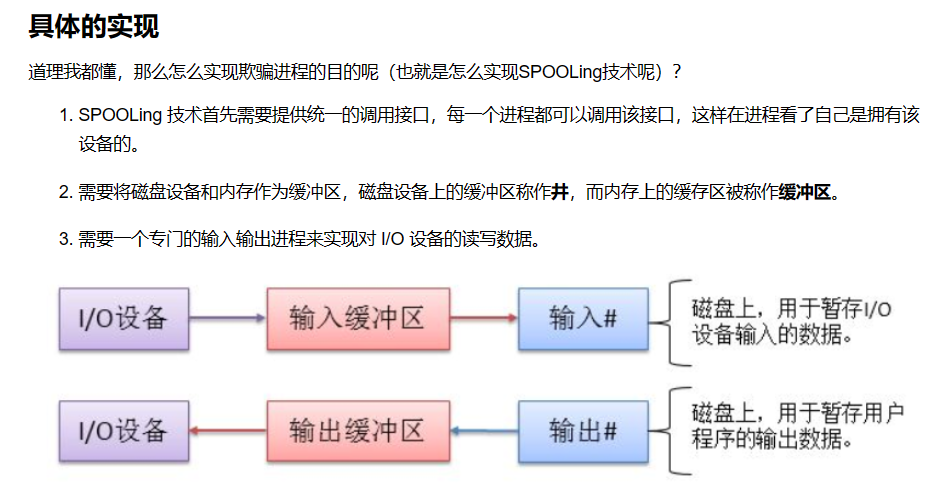 具体的实现
道理我都懂，那么怎么实现欺骗进程的目的呢（也就是怎么实现SPOOLing技术呢）？
1. SPOOLing 技术首先需要提供统一的调用接口，每一个进程都可以调用该接口，这样在进程看了自己是拥有该
设备的。
2. 需要将磁盘设备和内存作为缓冲区，磁盘设备上的缓冲区称作井，而内存上的缓存区被称作缓冲区。
3. 需要一个专门的输入输出进程来实现对 I/O 设备的读写数据。
I/O设备 输入缓冲区 输入# 磁盘上，用于暂存I/O
设备输入的数据。
I/O设备 输出缓冲区 输出# 磁盘上，用于暂存用户
程序的输出数据。